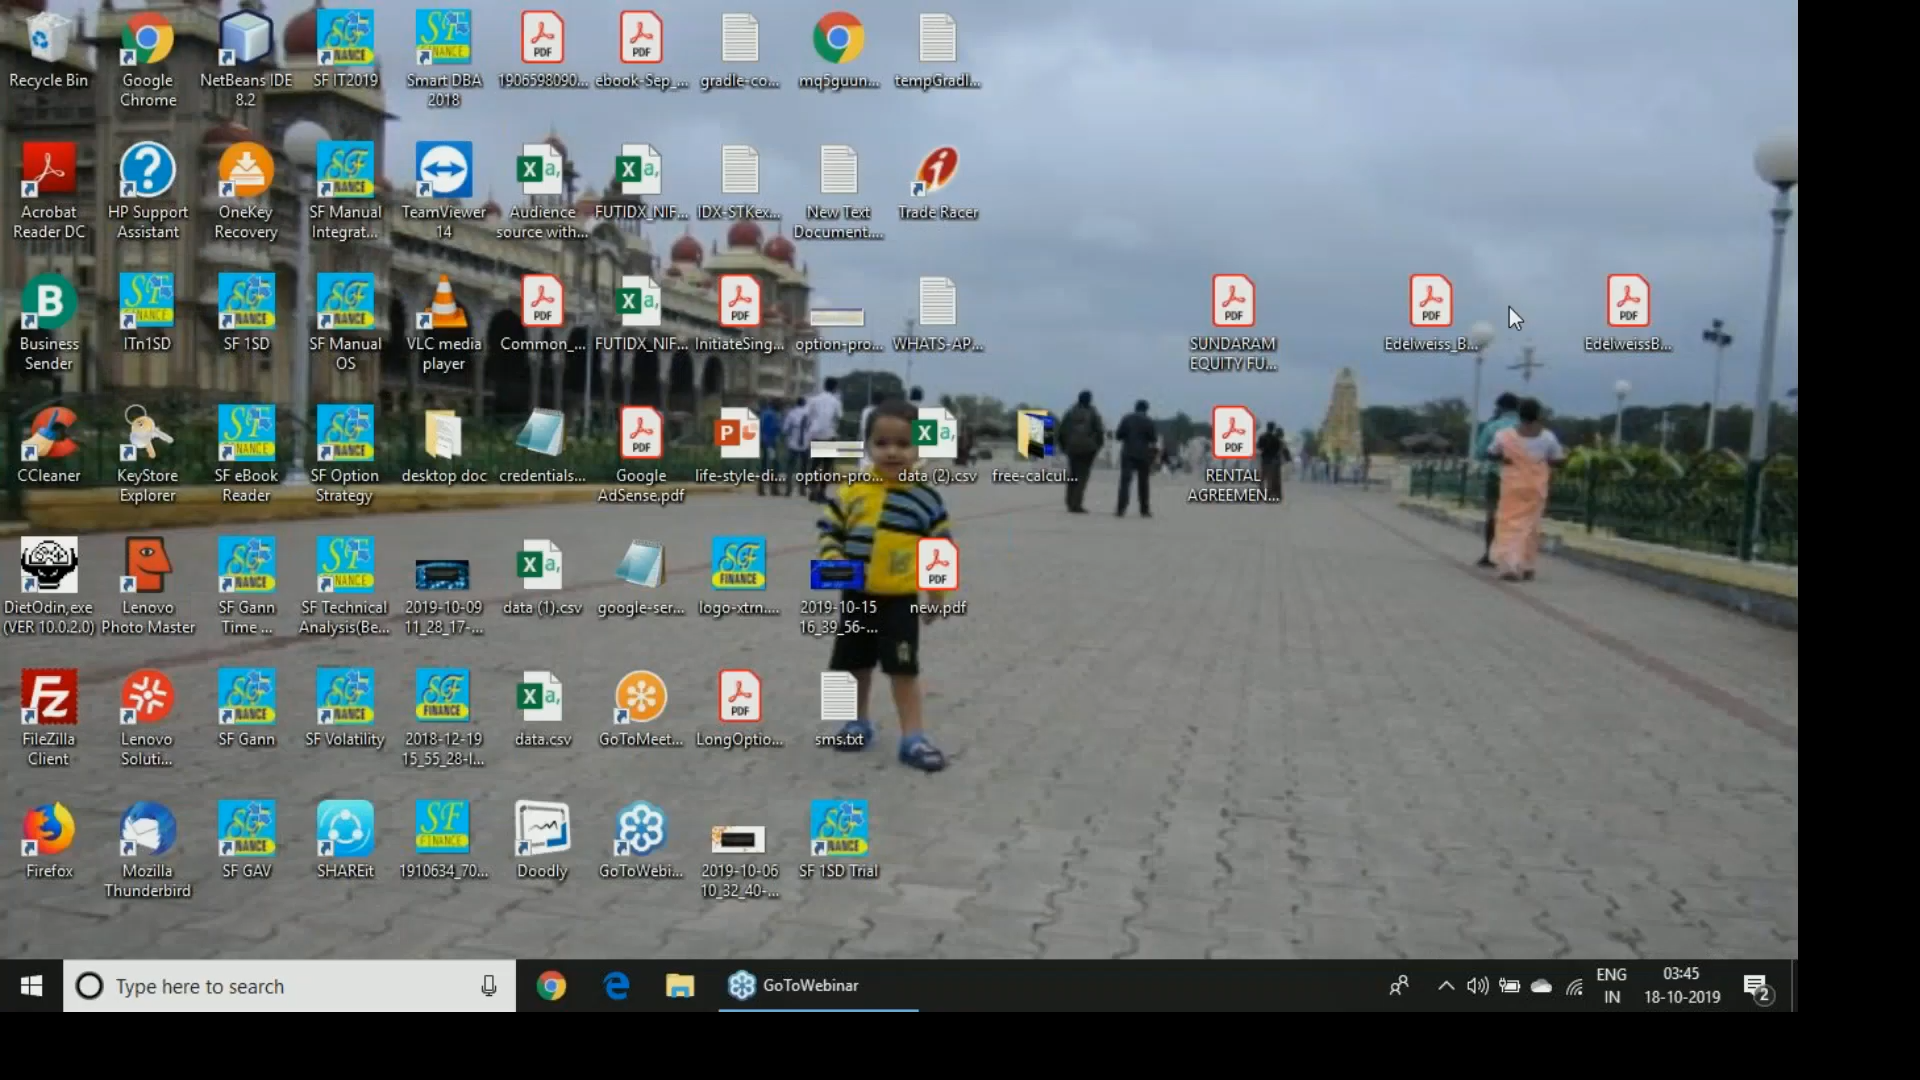 Recycle Bin
Google
Chrome
NetBeans IDE
8.2
SF IT2019
Smart DBA
2018
1906598090...
ebook-Sep_...
gradle-co...
mq5guun...
tempGradl...
Acrobat
Reader DC
HP Support
Assistant
OneKey
Recovery
SF Manual
Integrat...
TeamViewer
14
Audience
source with...
FUTIDX_NIF...
IDX-STKex...
New Text
Document....
Trade Racer
Business
Sender
ITn1SD
SF 1SD
SF Manual
OS
VLC media
player
Common_...
FUTIDX_NIF...
InitiateSing...
option-pro...
WHATS-AP...
SUNDARAM
EQUITY FU...
Edelweiss_B...
EdelweissB...
CCleaner
KeyStore
Explorer
SF eBook
Reader
SF Option
Strategy
desktop doc
credentials...
Google
AdSense.pdf
life-style-di...
option-pro...
data (2).csv
free-calcul...
RENTAL
AGREEMEN...
DietOdin,exe
(VER 10.0.2.0)
Lenovo
Photo Master
SF Gann
Time ...
SF Technical
Analysis(Be...
2019-10-09
11_28_17-...
data (1).csv
google-ser...
logo-xtrn....
2019-10-15
16_39_56-...
new.pdf
FileZilla
Client
Lenovo
Soluti...
SF Gann
SF Volatility
2018-12-19
15_55_28-I...
data.csv
GoToMeet...
LongOptio...
sms.txt
Firefox
Mozilla
Thunderbird
SF GAV
SHAREit
1910634_70...
Doodly
GoToWebi...
2019-10-06
10_32_40-...
SF 1SD Trial
Type here to search
GoToWebinar
ENG
IN
03:45
18-10-2019
2